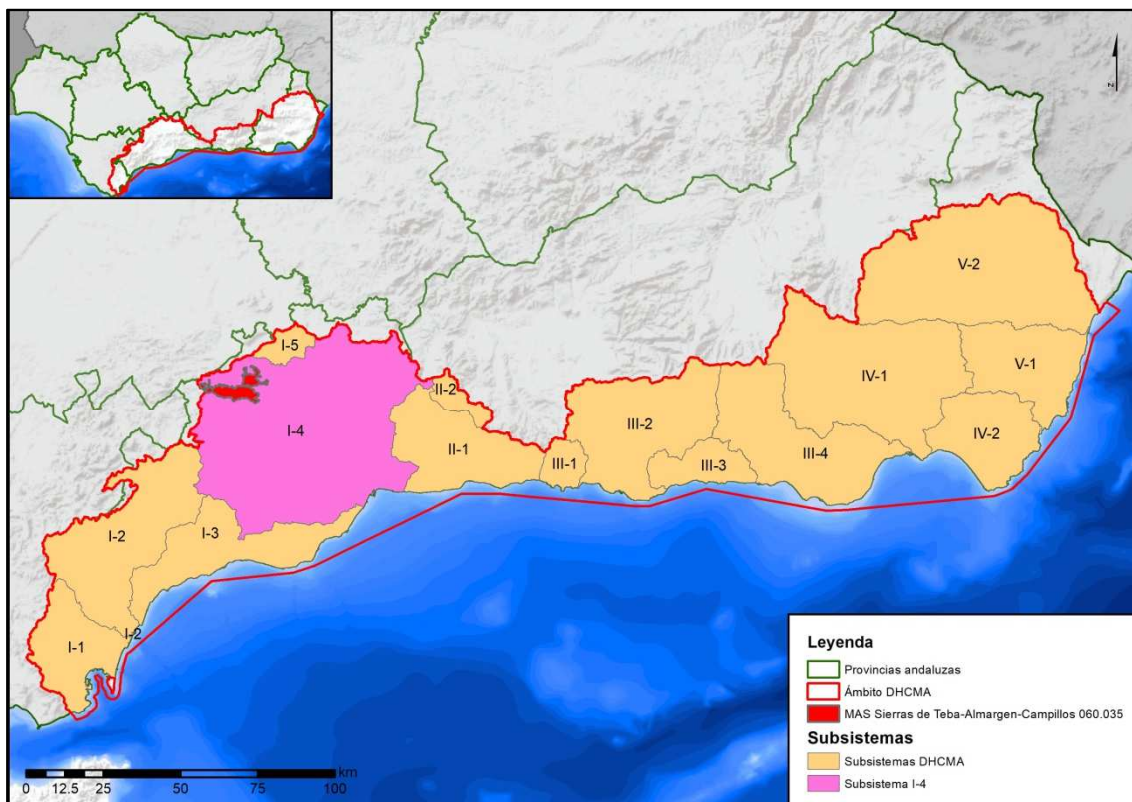 N
V-2
I-5
IV-1
V-1
II-2
I-4
III-2
IV-2
II-1
III-1
III-3
III-4
I-2
I-3
I-1
I-2
Leyenda
Provincias andaluzas
Ámbito DHCMA
MAS Sierras de Teba-Almargen-Campillos 060.035
Subsistemas
Subsistemas DHCMA
Subsistema I-4
km
0 12.5 25 50 75 100